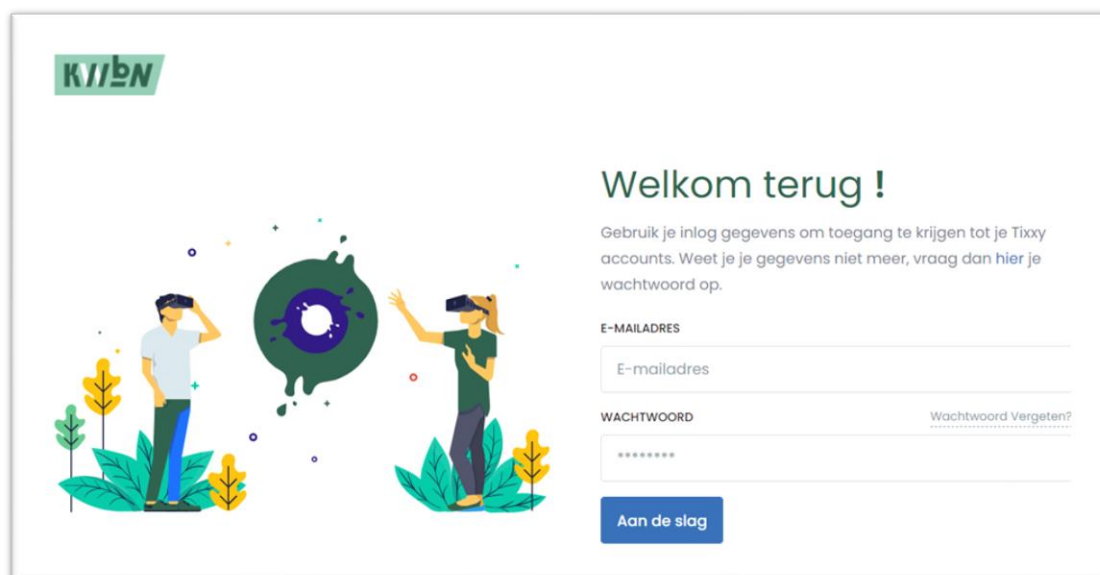 KWbN
Welkom terug !
Gebruik je inlog gegevens om toegang te krijgen tot je Tixxy
accounts. Weet je je gegevens niet meer, vraag dan hier je
wachtwoord op.
E-MAILADRES
E-mailadres
WACHTWOORD Wachtwoord Vergeten?
********
Aan de slag